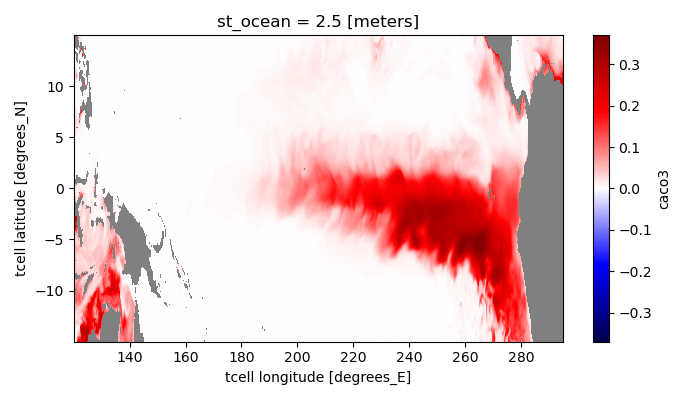 st_ocean = 2.5 [meters]
10
5
0
−5
−10
tcell latitude [degrees_N]
140 160 180 200 220 240 260 280
tcell longitude [degrees_E]
0.3
0.2
0.1
0.0
−0.1
−0.2
−0.3
caco3